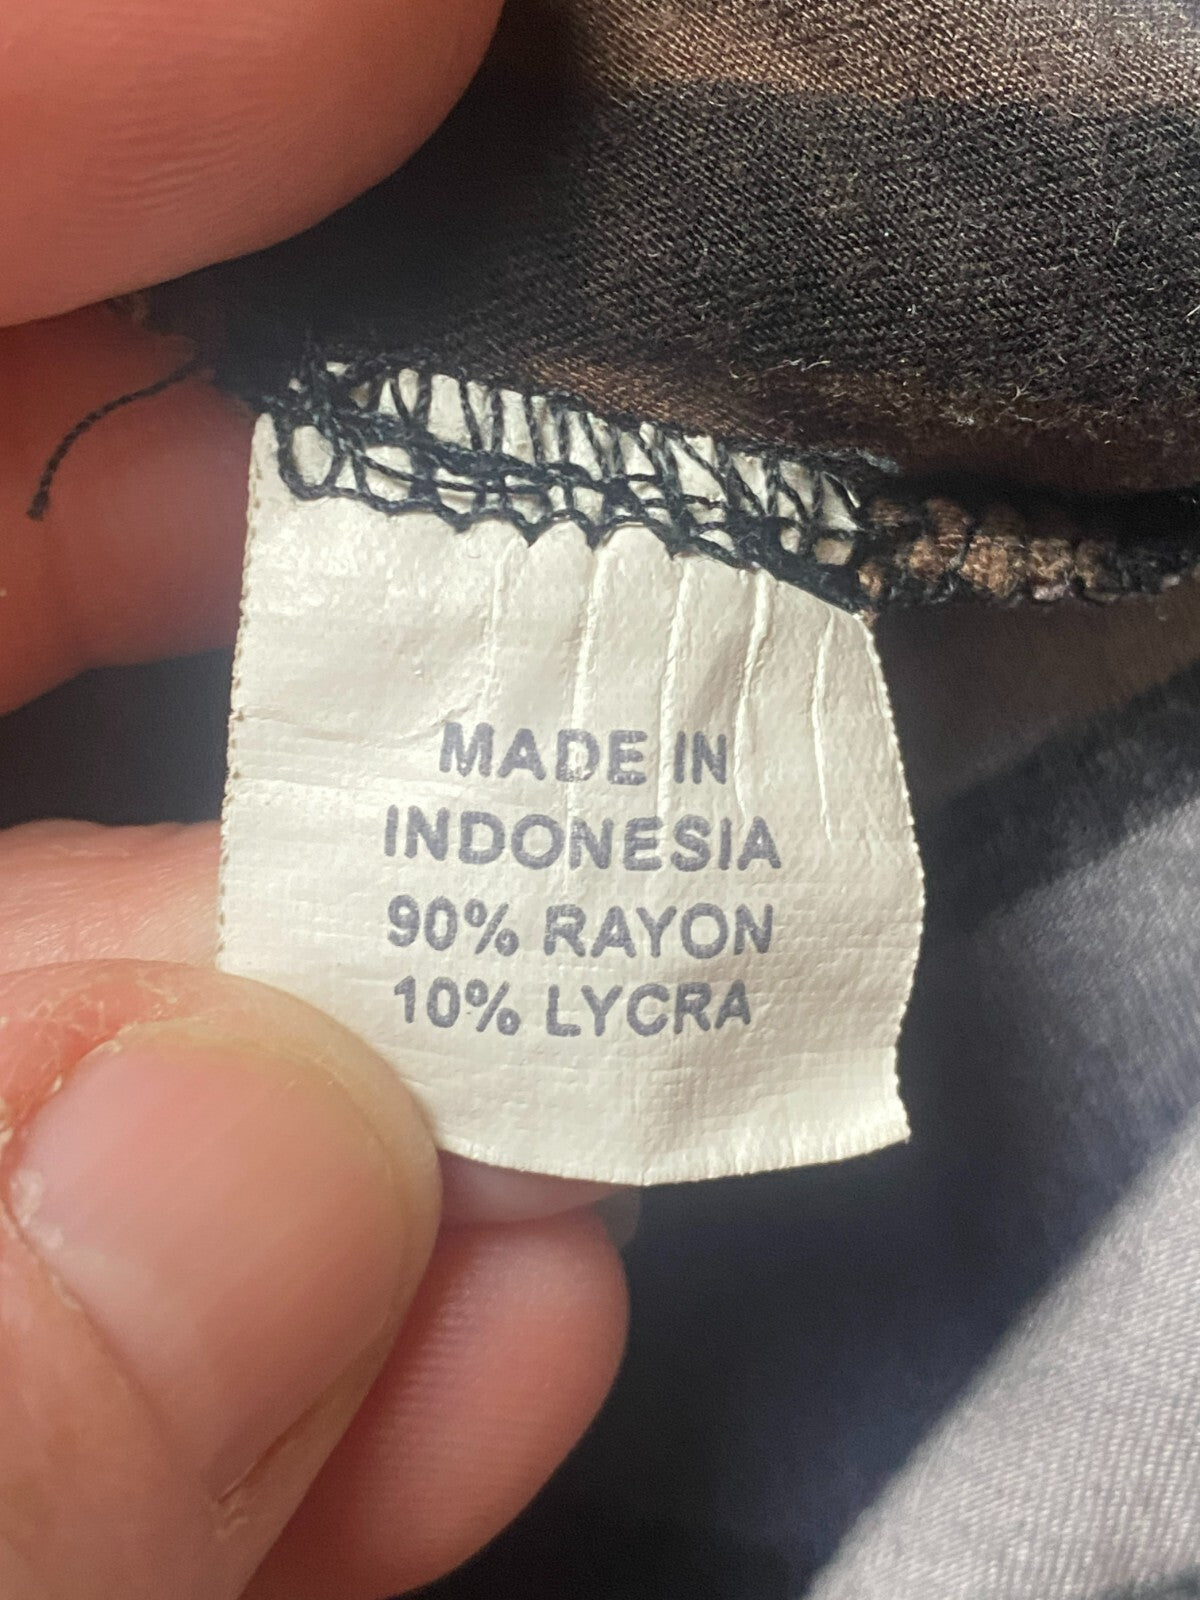 MADE IN
INDONESIA
90% RAYON
10% LYCRA